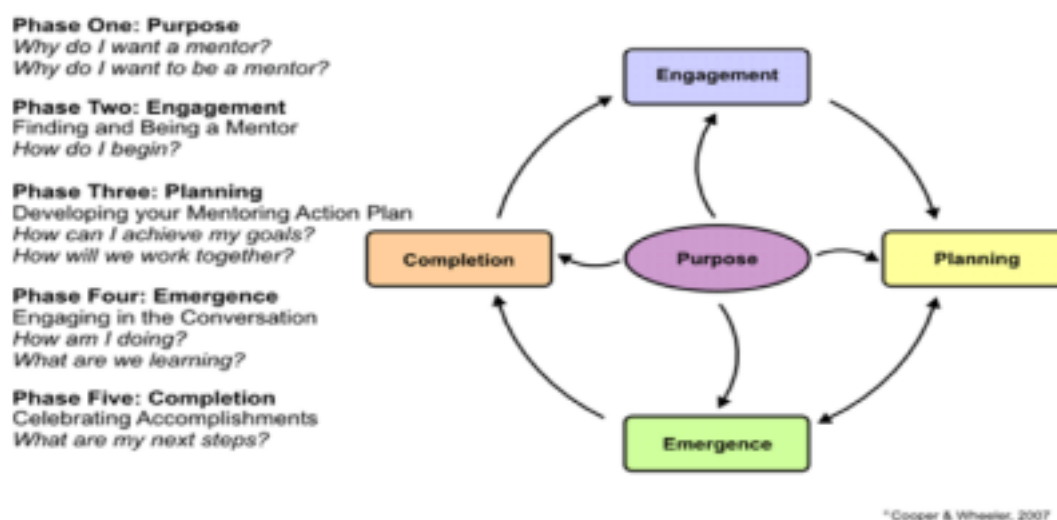 Phase One: Purpose
Why do I want a mentor?
Why do I want to be a mentor?
Phase Two: Engagement
Finding and Being a Mentor
How do I begin?
Phase Three: Planning
Developing your Mentoring Action Plan
How can I achieve my goals?
How will we work together?
Phase Four: Emergence
Engaging in the Conversation
How am I doing?
What are we learning?
Phase Five: Completion
Celebrating Accomplishments
What are my next steps?
Engagement
Completion
Purpose
Planning
Emergence
*Cooper & Wheeler, 2007